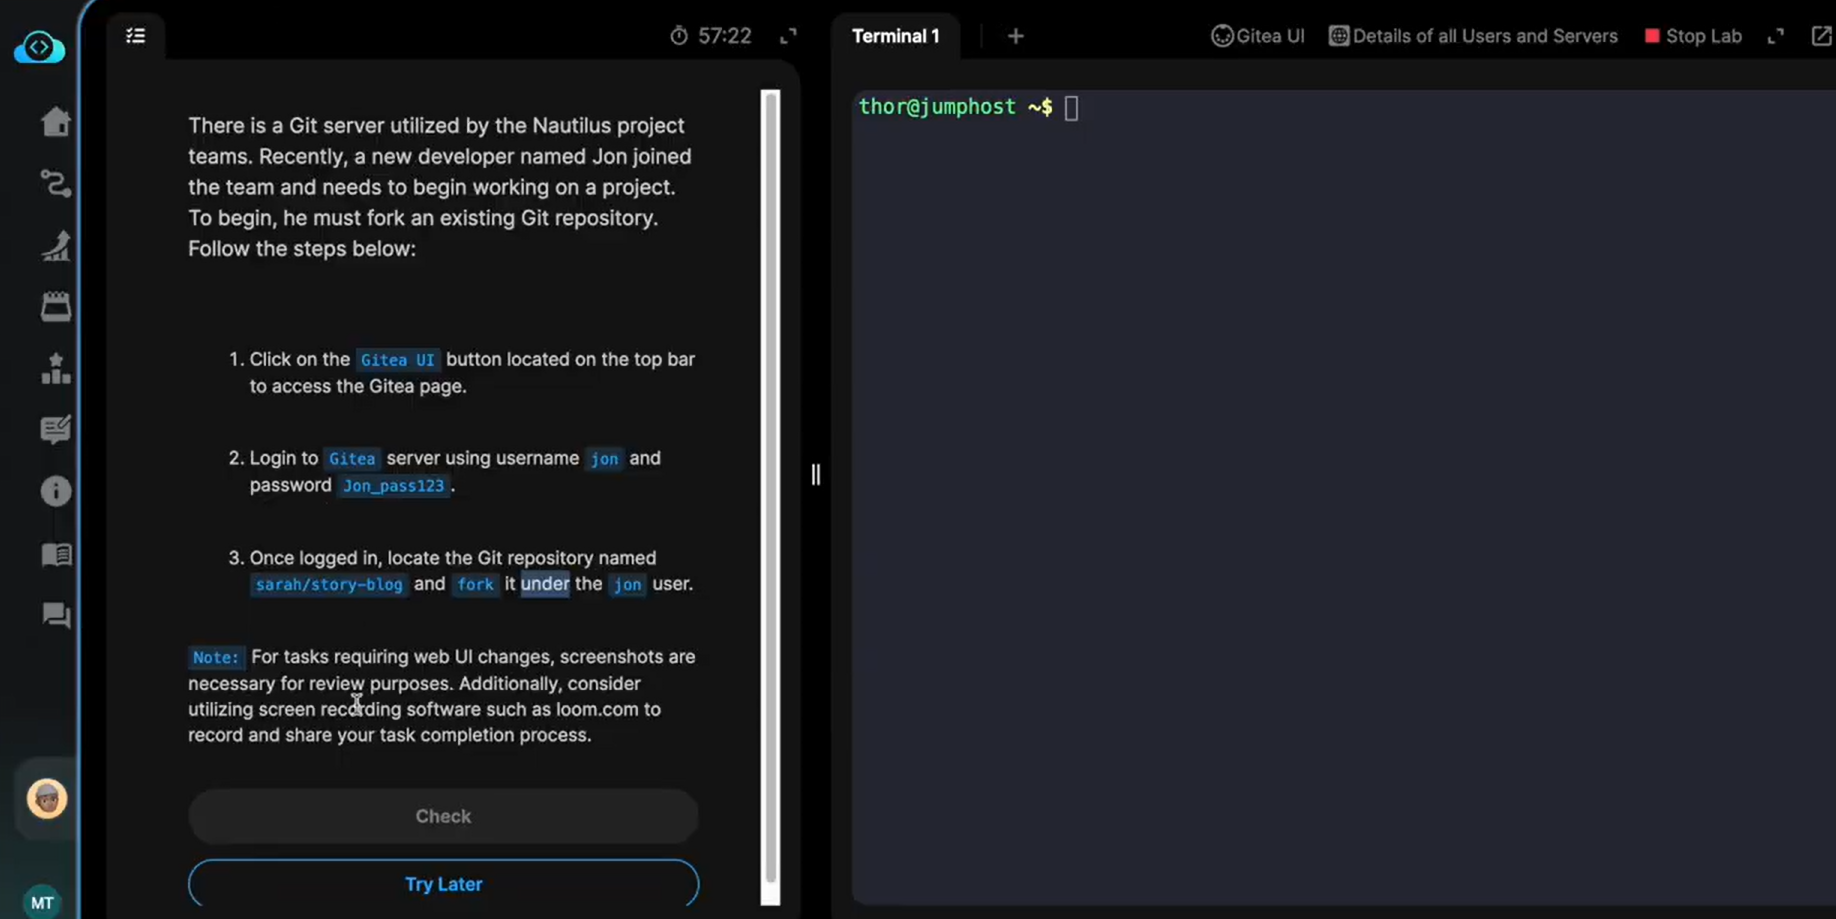 57:22
Terminal 1
+
Gitea UI
Details of all Users and Servers
Stop Lab
There is a Git server utilized by the Nautilus project
teams. Recently, a new developer named Jon joined
the team and needs to begin working on a project.
To begin, he must fork an existing Git repository.
Follow the steps below:
1. Click on the Gitea UI button located on the top bar
to access the Gitea page.
2. Login to Gitea server using username jon and
password Jon_pass123 .
3. Once logged in, locate the Git repository named
sarah/story-blog and fork it under the jon user.
Note: For tasks requiring web UI changes, screenshots are
necessary for review purposes. Additionally, consider
utilizing screen recording software such as loom.com to
record and share your task completion process.
Check
Try Later
MT
thor@jumphost ~$